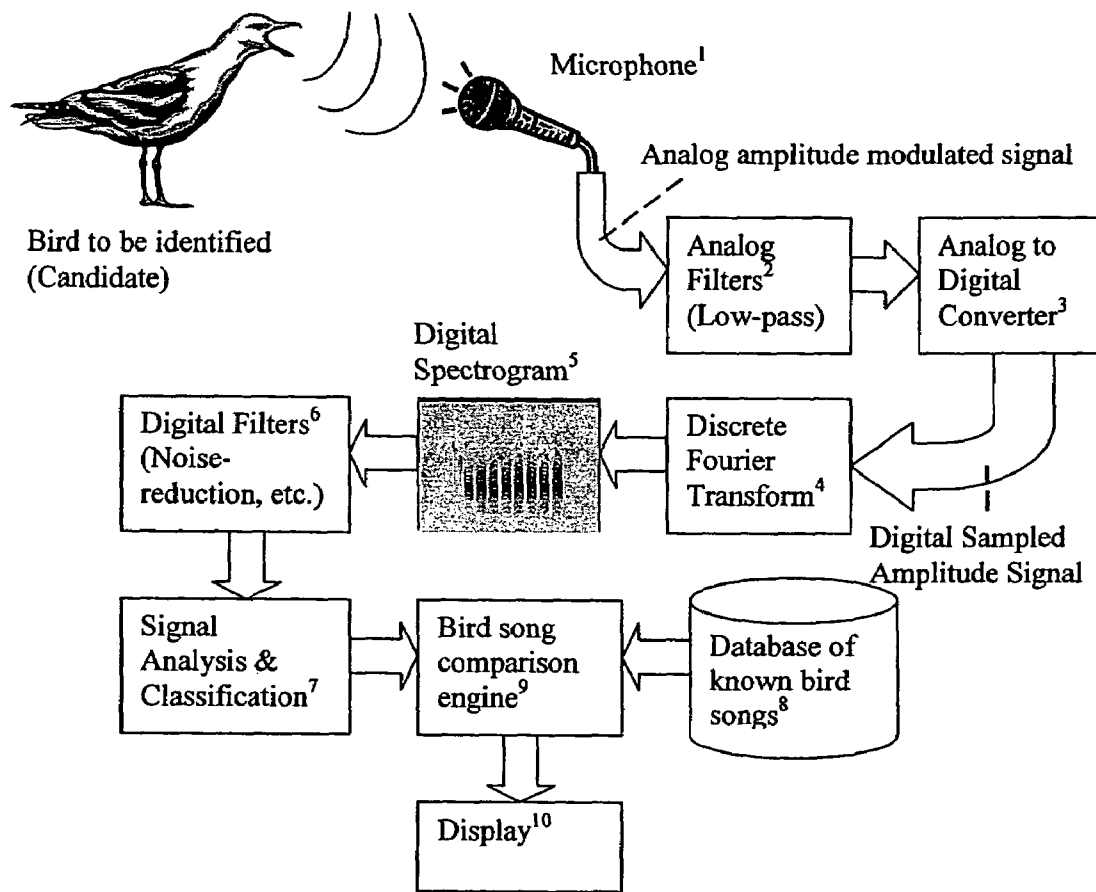 Microphone1
Analog amplitude modulated signal
Bird to be identified
(Candidate)
Analog
Filters2
(Low-pass)
Analog to
Digital
Converter3
Digital
Spectrogram5
Digital Filters6
(Noise-
reduction, etc.)
Discrete
Fourier
Transform4
Digital Sampled
Amplitude Signal
Signal
Analysis &
Classification7
Bird song
comparison
engine9
Database of
known bird
songs8
Display10